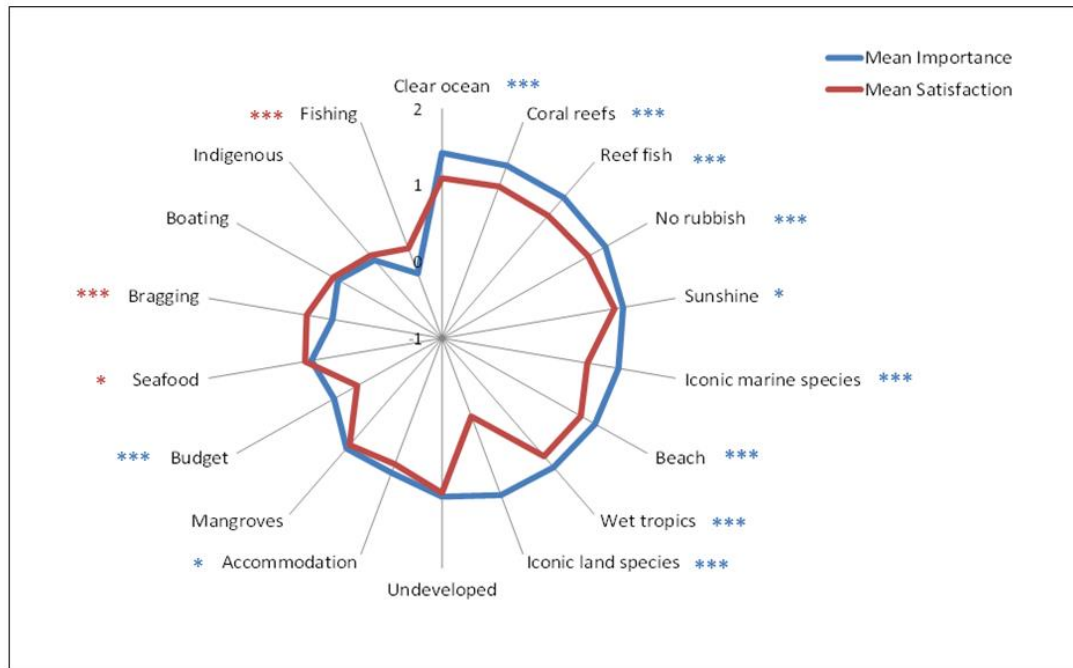 Mean Importance
Mean Satisfaction
Clear ocean ***
2
*** Fishing
Coral reefs ***
Indigenous
Reef fish ***
1
Boating
No rubbish ***
0
*** Bragging
Sunshine *
-1
* Seafood
Iconic marine species ***
*** Budget
Beach ***
Mangroves
Wet tropics ***
* Accommodation
Iconic land species ***
Undeveloped